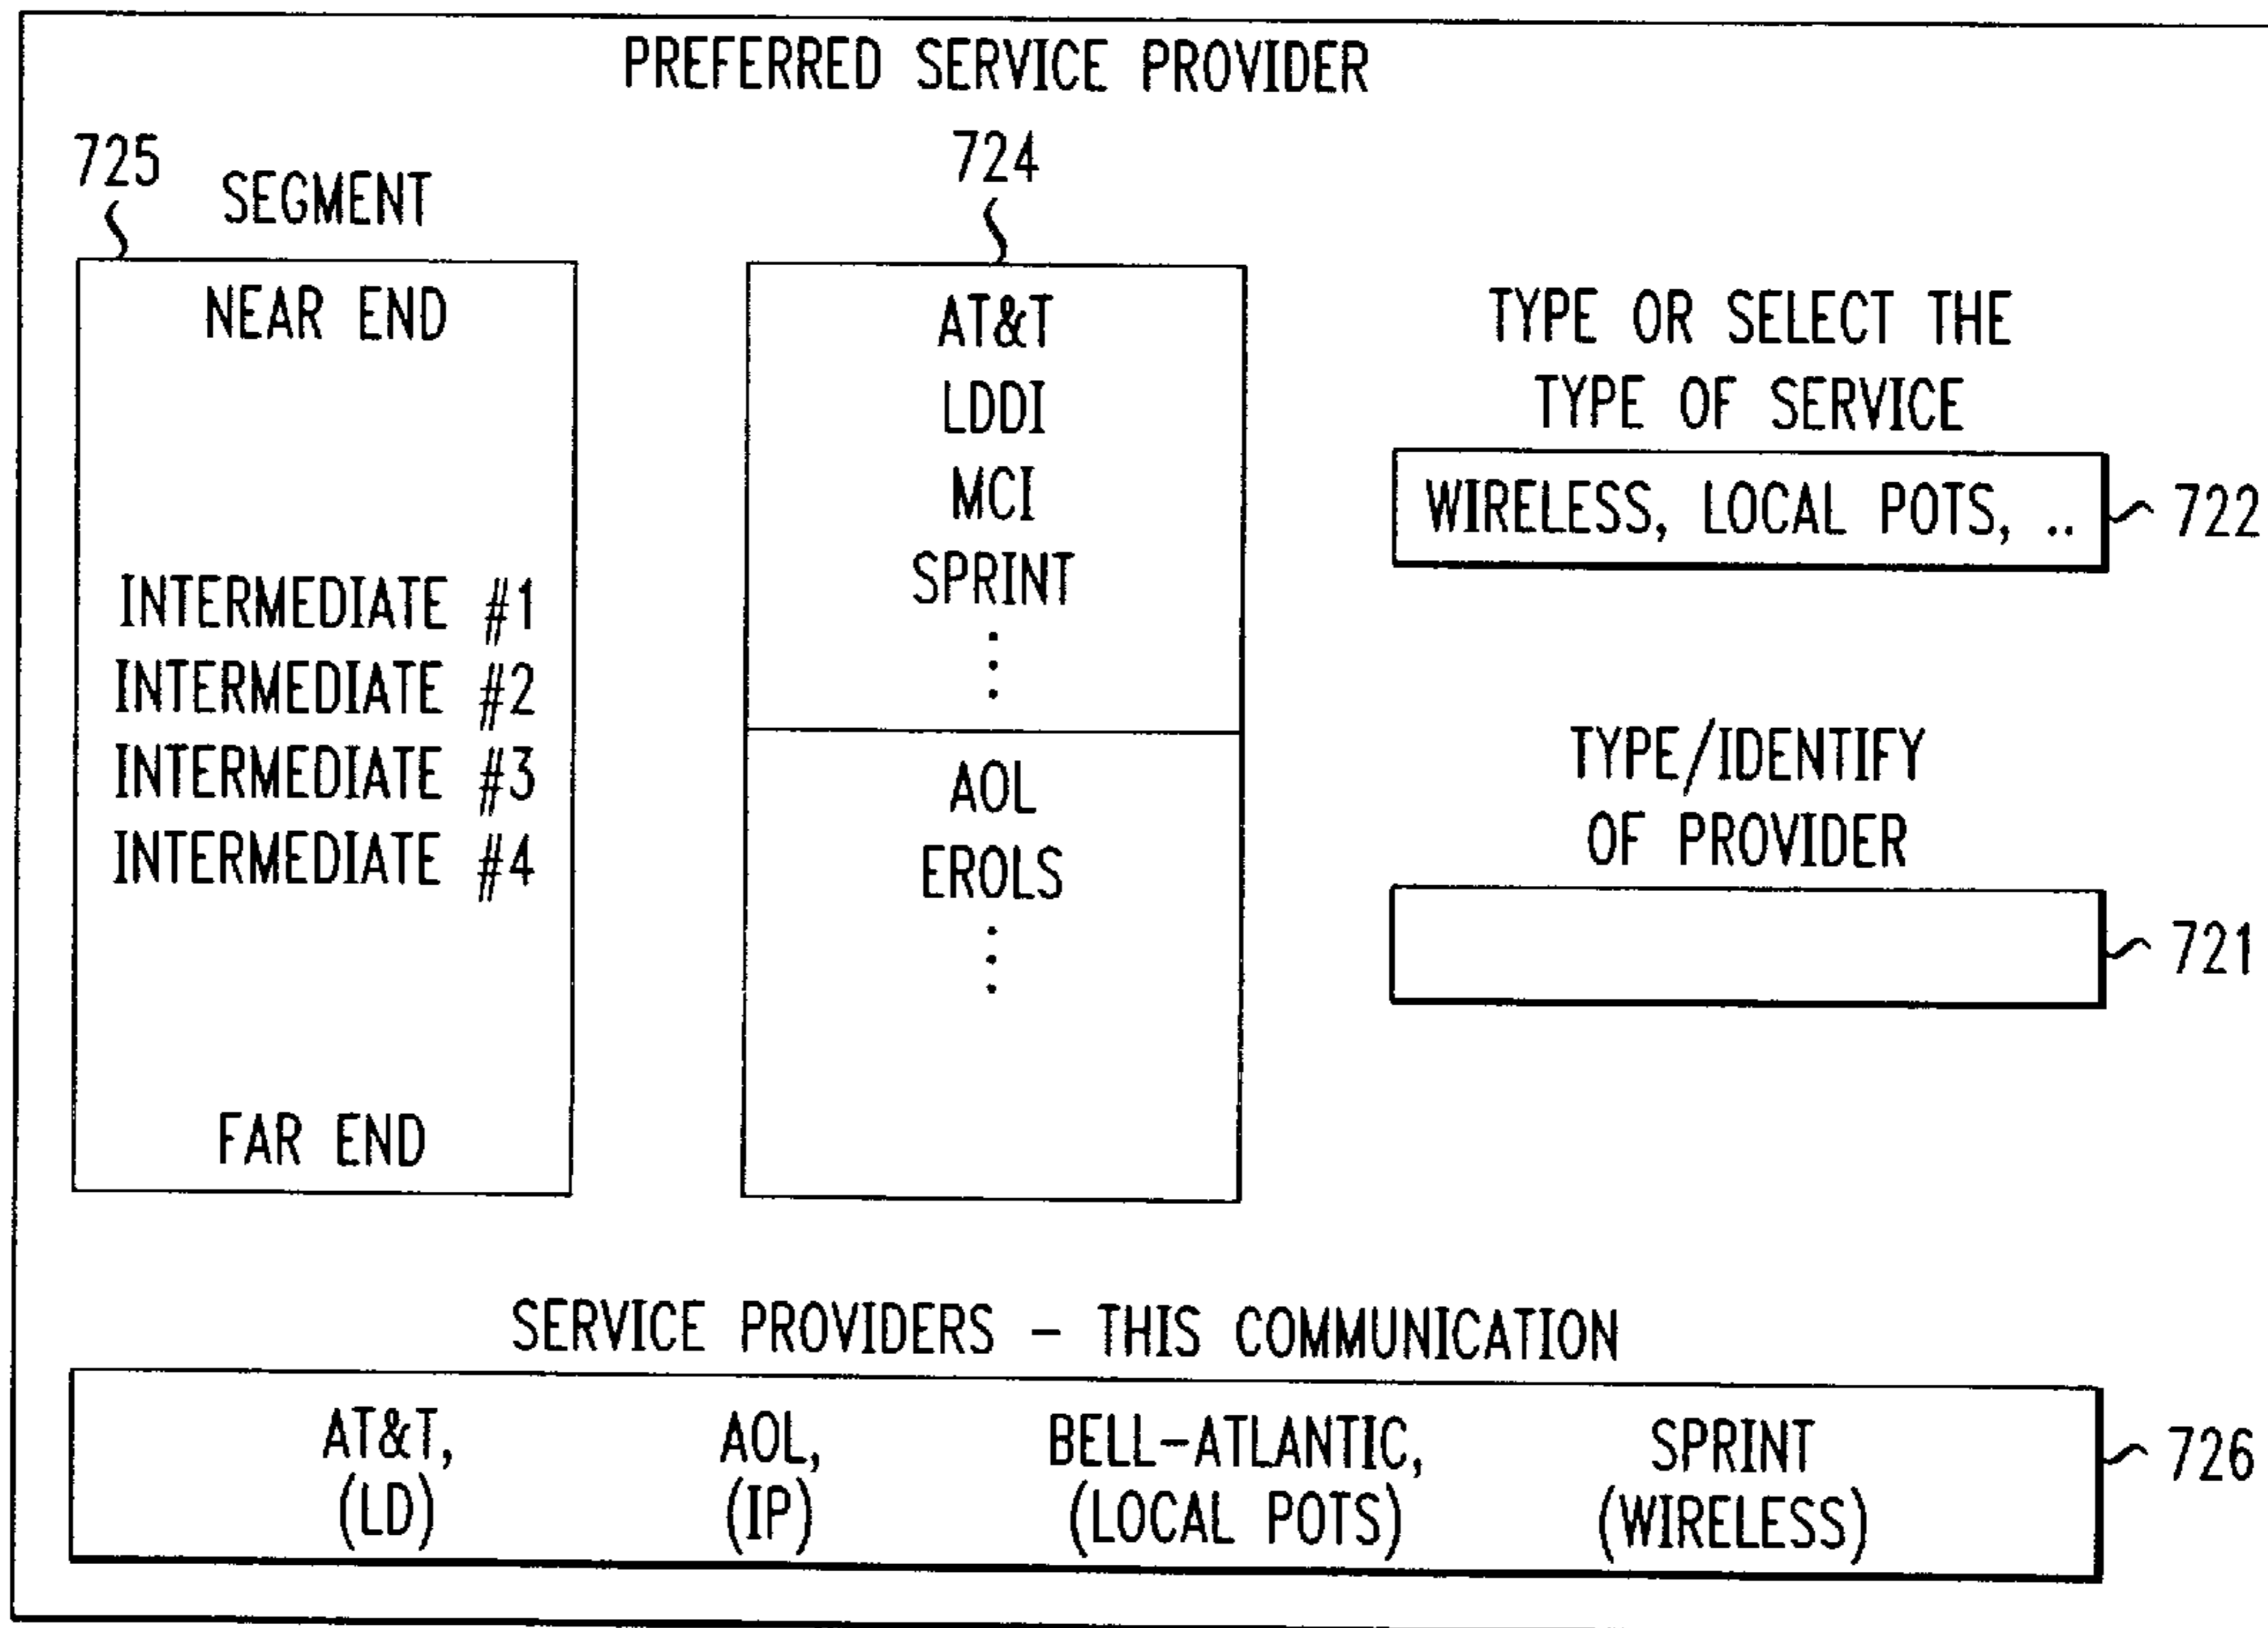 PREFERRED SERVICE PROVIDER
725
SEGMENT
NEAR END
INTERMEDIATE #1
INTERMEDIATE #2
INTERMEDIATE #3
INTERMEDIATE #4
FAR END
724
AT&T
LDDI
MCI
SPRINT
AOL
EROLS
TYPE OR SELECT THE
TYPE OF SERVICE
WIRELESS, LOCAL POTS, ..
722
TYPE/IDENTIFY
OF PROVIDER
721
SERVICE PROVIDERS – THIS COMMUNICATION
AT&T, AOL, BELL-ATLANTIC, SPRINT
(LD) (IP) (LOCAL POTS) (WIRELESS)
726